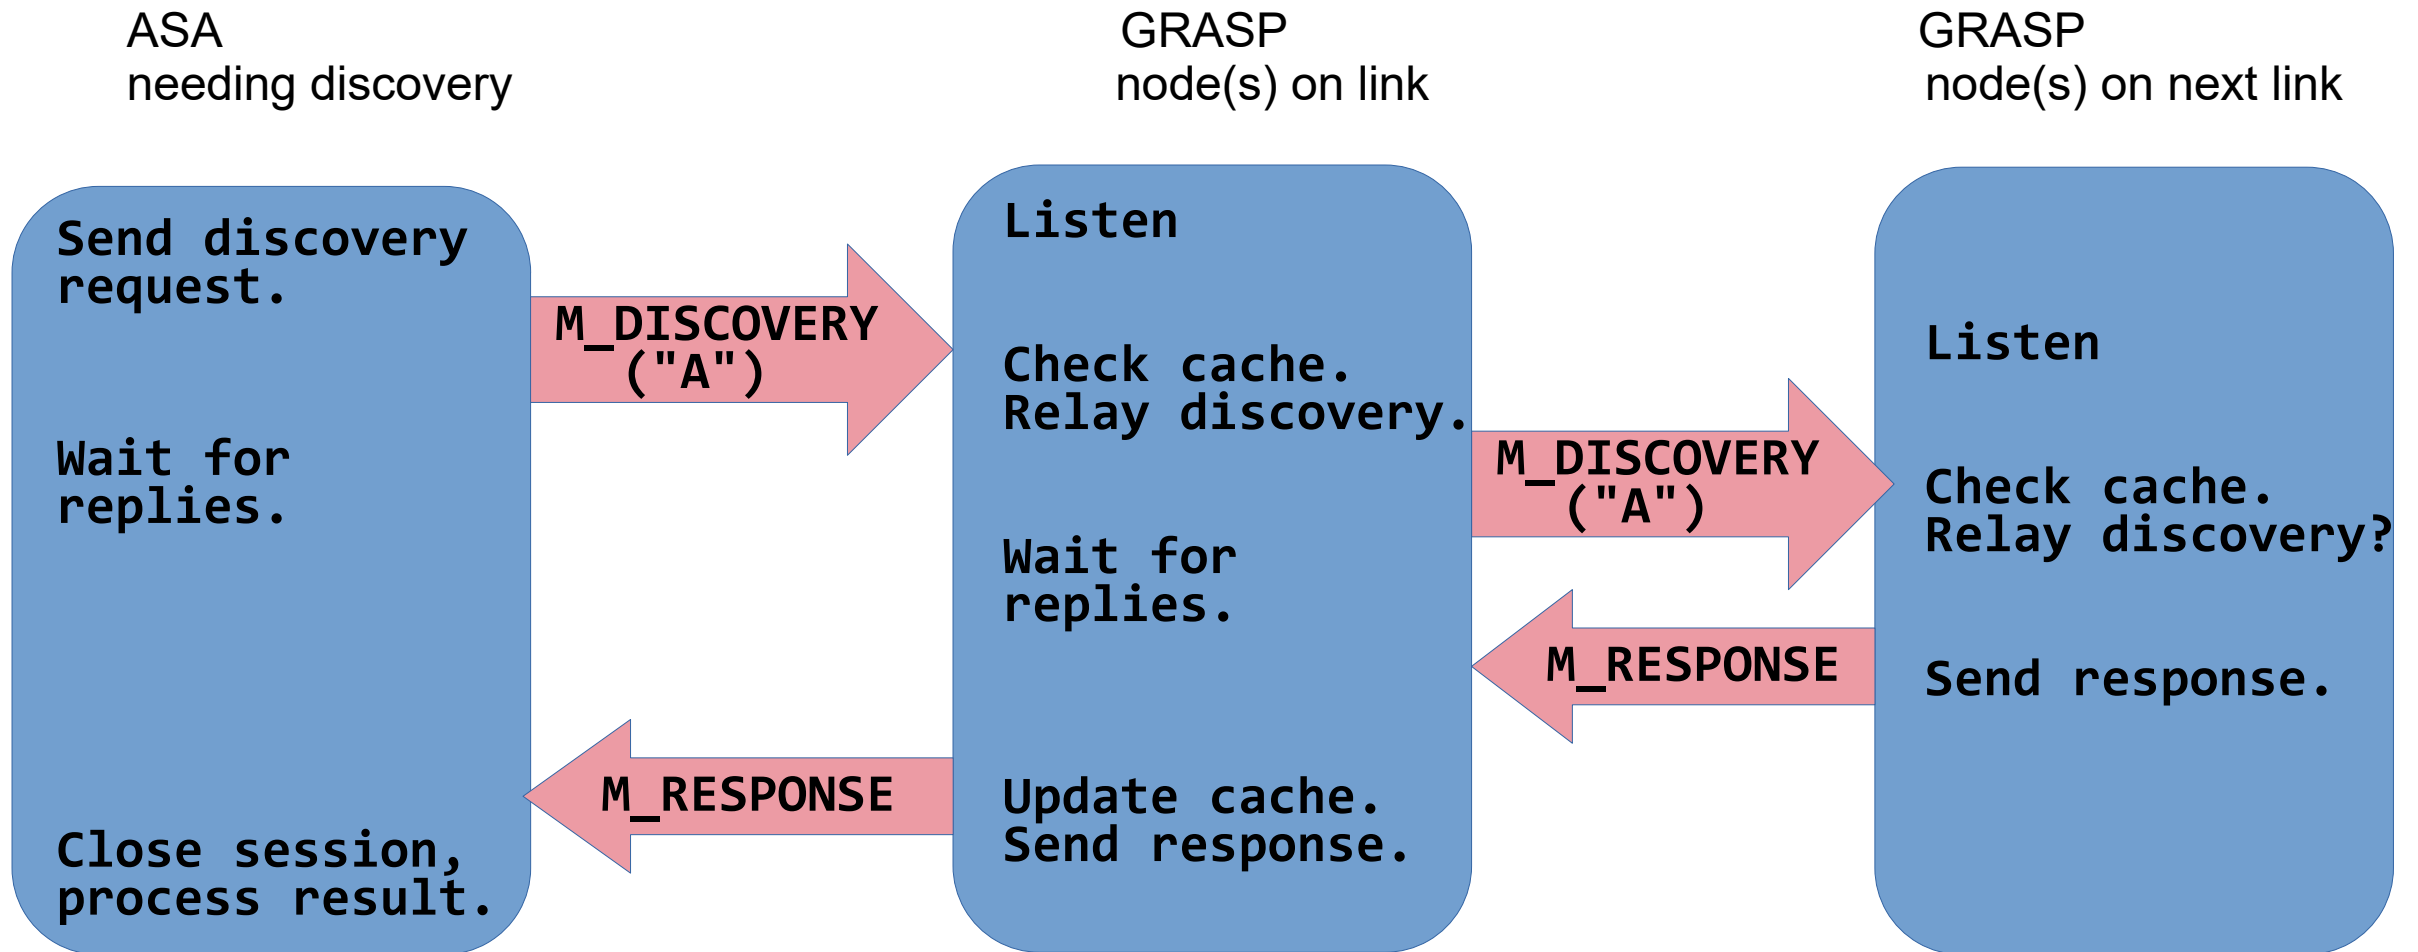 ASA
needing discovery
GRASP
node(s) on link
GRASP
node(s) on next link
Send discovery
request.
Wait for
replies.
Close session,
process result.
M_DISCOVERY
("A")
M_RESPONSE
Listen
Check cache.
Relay discovery.
Wait for
replies.
Update cache.
Send response.
M_DISCOVERY
("A")
M_RESPONSE
Listen
Check cache.
Relay discovery?
Send response.